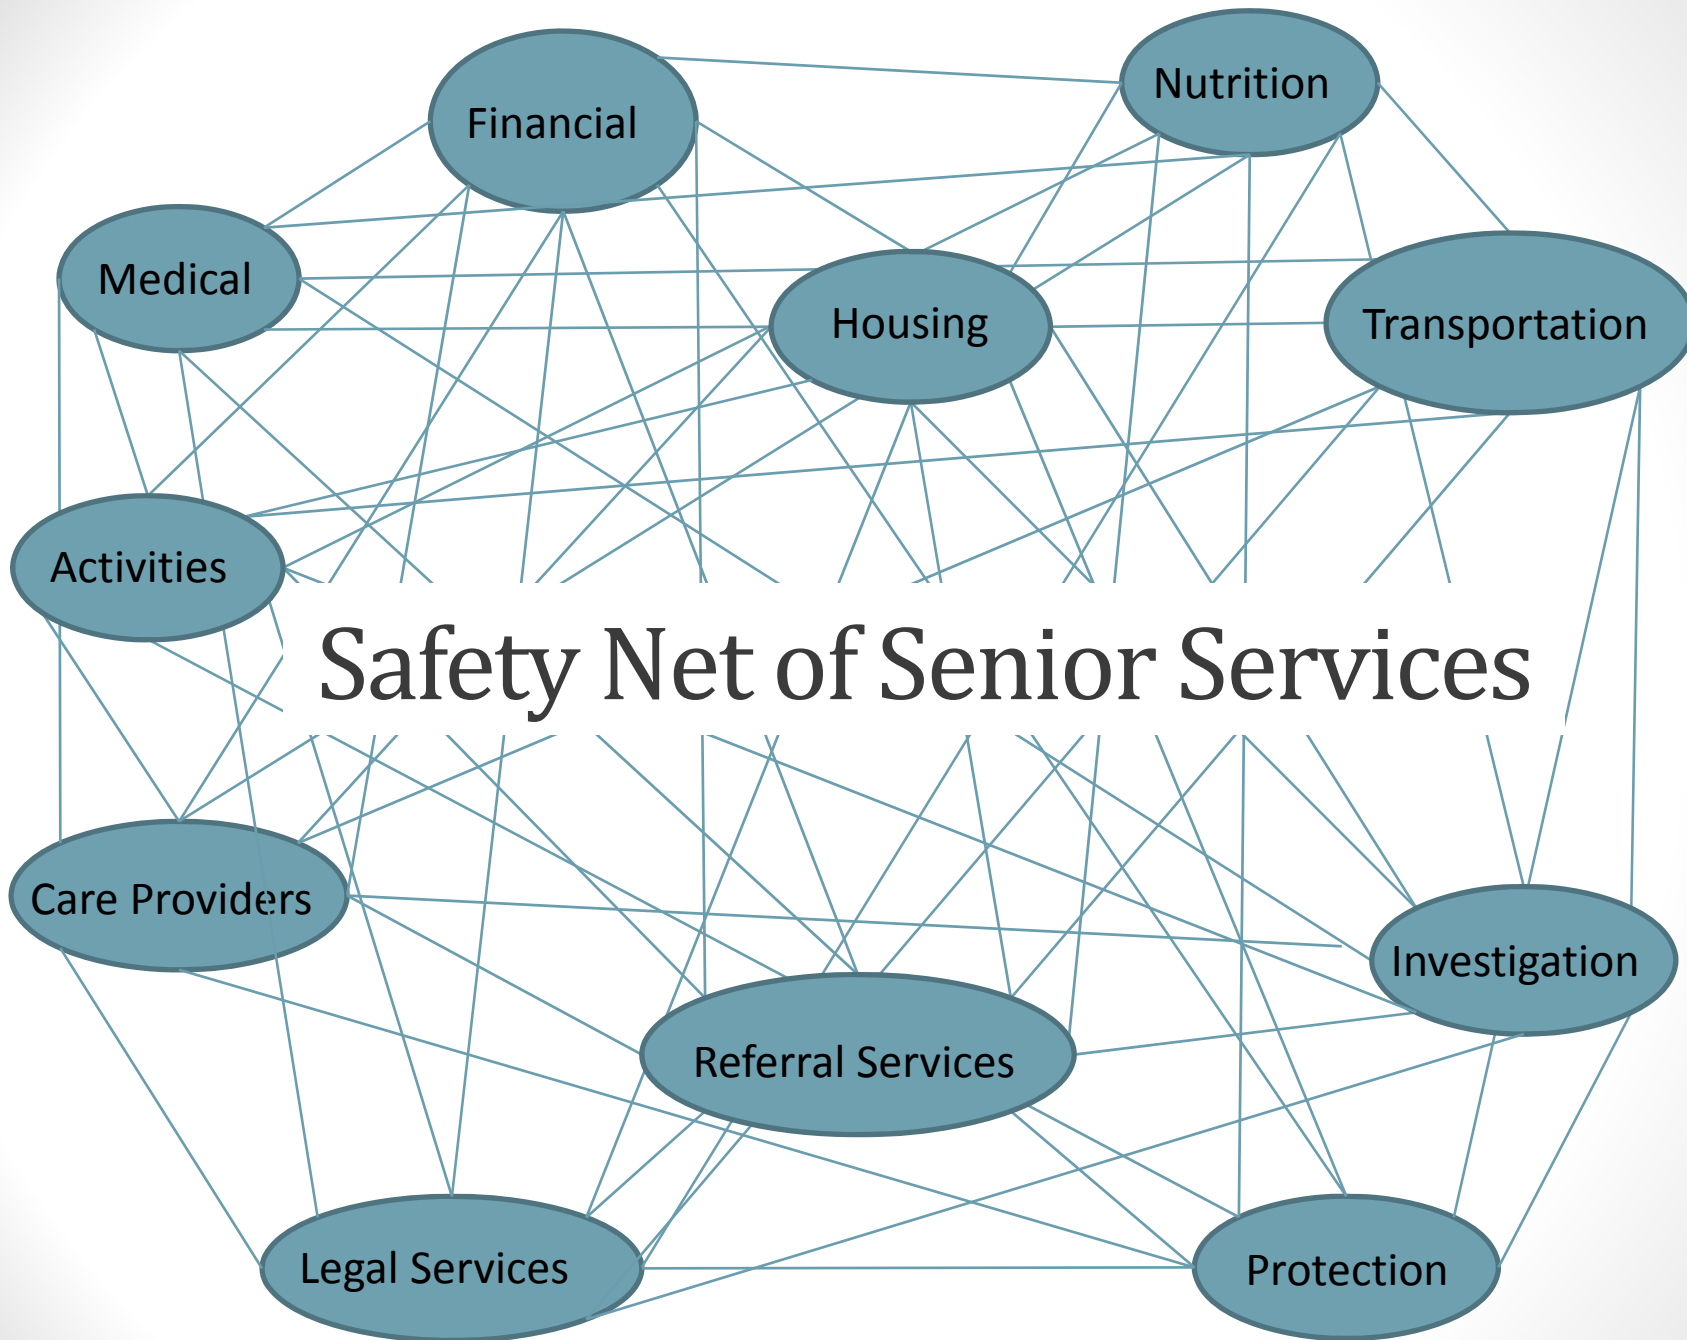 Nutrition
Financial
Medical
Housing
Transportation
Activities
Safety Net of Senior Services
Care Providers
Investigation
Referral Services
Legal Services
Protection